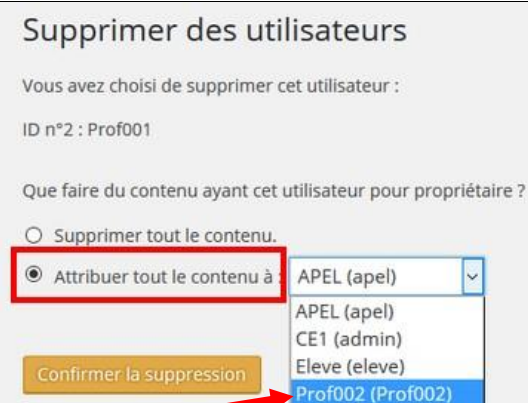 Supprimer des utilisateurs
Vous avez choisi de supprimer cet utilisateur :
ID n°2 : Prof001
Que faire du contenu ayant cet utilisateur pour propriétaire ?
Supprimer tout le contenu.
Attribuer tout le contenu à : APEL (apel)
APEL (apel)
CE1 (admin)
Eleve (eleve)
Confirmer la suppression
Prof002 (Prof002)